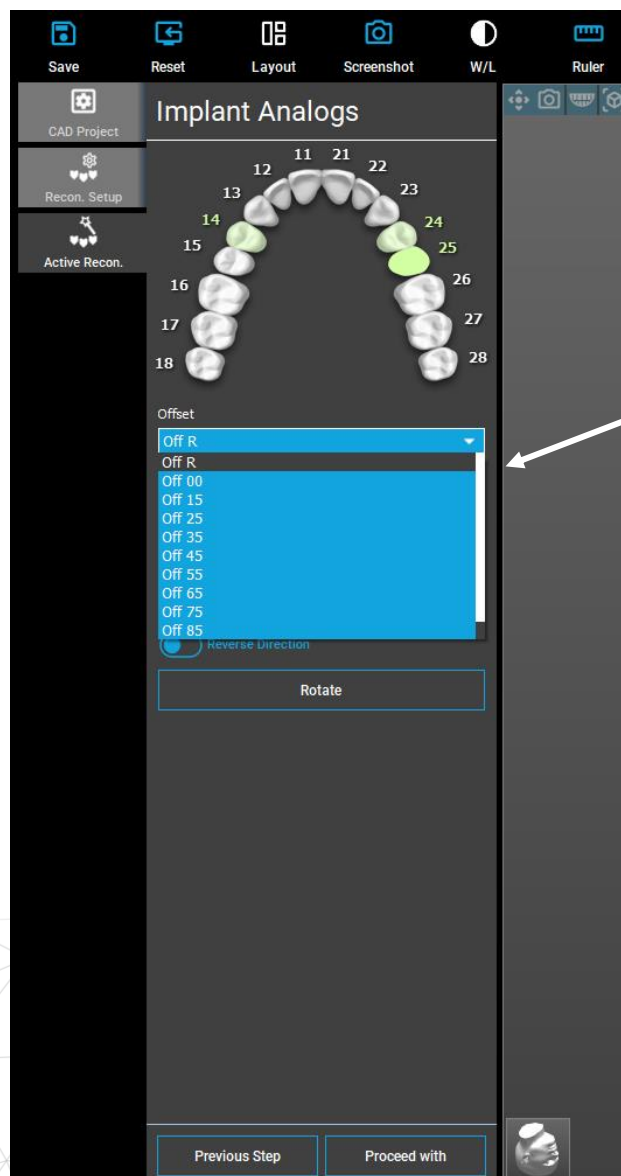 Save Reset Layout Screenshot W/L Ruler
CAD Project
Recon. Setup
Active Recon.
Implant Analogs
11 21
12 22
13 23
14 24
15 25
16 26
17 27
18 28
Offset
Off R
Off R
Off 00
Off 15
Off 25
Off 35
Off 45
Off 55
Off 65
Off 75
Off 85
Reverse Direction
Rotate
Previous Step Proceed with